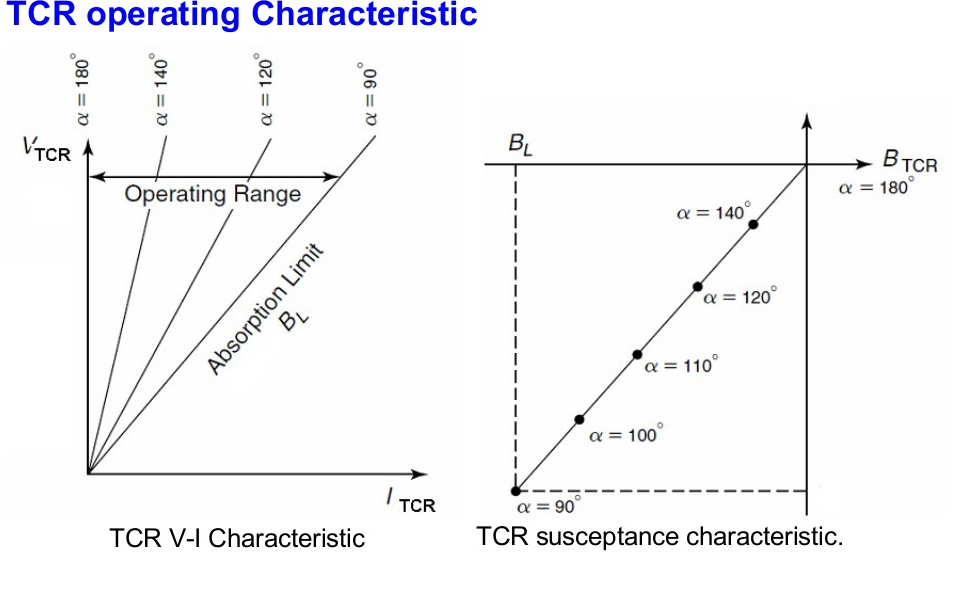 TCR operating Characteristic
α = 180°
α = 140°
α = 120°
α = 90°
VTCR
Operating Range
Absorption Limit
BL
I TCR
TCR V-I Characteristic
BL
BTCR
α = 180°
α = 140°
α = 120°
α = 110°
α = 100°
α = 90°
TCR susceptance characteristic.